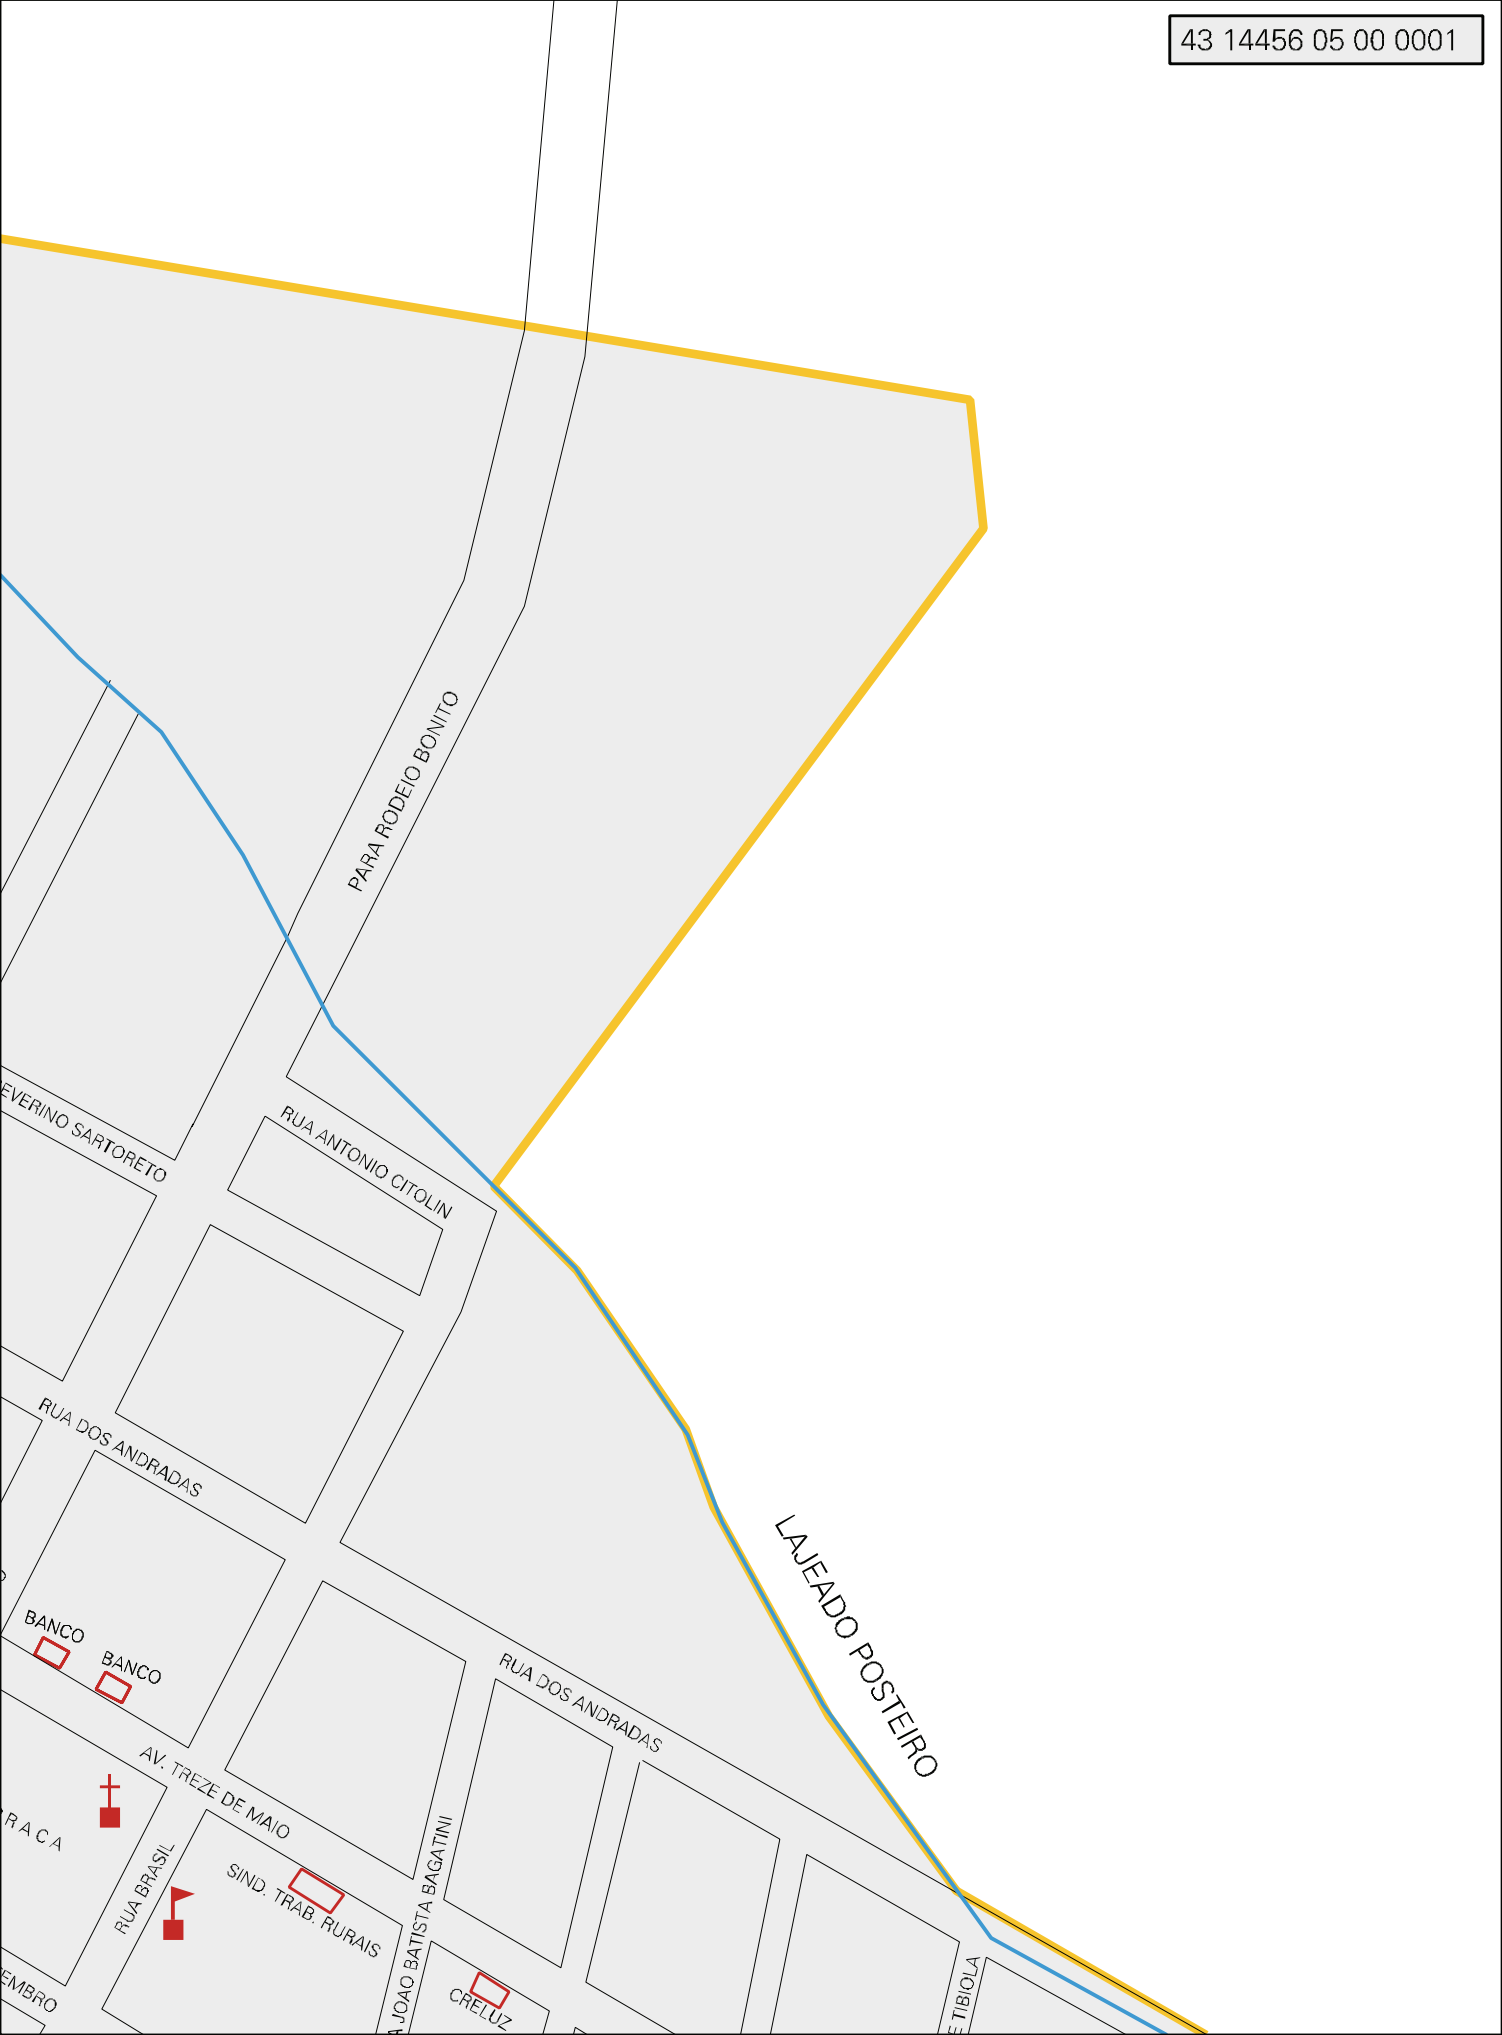 43 14456 05 00 0001
PARA RODEIO BONITO
EVERINO SARTORETO
RUA ANTONIO CITOLIN
RUA DOS ANDRADAS
LAJEADO POSTEIRO
BANCO
BANCO
RUA DOS ANDRADAS
AV. TREZE DE MAIO
RACA
RUA BRASIL
SIND. TRAB. RURAIS
A JOAO BATISTA BAGATINI
CRELUZ
E TIBIOLA
EMBRO